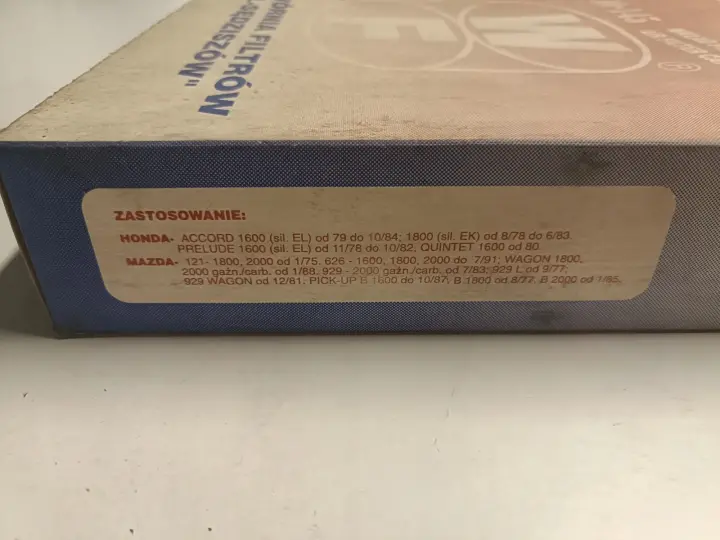 ÓRNIA FILTRÓW
-SĘDZISZÓW"
WF
®
ZASTOSOWANIE:
HONDA- ACCORD 1600 (sil. EL) od 79 do 10/84; 1800 (sil. EK) od 8/78 do 6/83.
PRELUDE 1600 (sil. EL) od 11/78 do 10/82, QUINTET 1600 od 80.
MAZDA- 121- 1800, 2000 od 1/75. 626 - 1600, 1800, 2000 do 7/91; WAGON 1800,
2000 gaźn./carb. od 1/88. 929 - 2000 gaźn./carb. od 7/83; 929 L od 9/77;
929 WAGON od 12/81; PICK-UP B 1600 do 10/87, B 1800 od 8/77. B 2000 od 1/85.